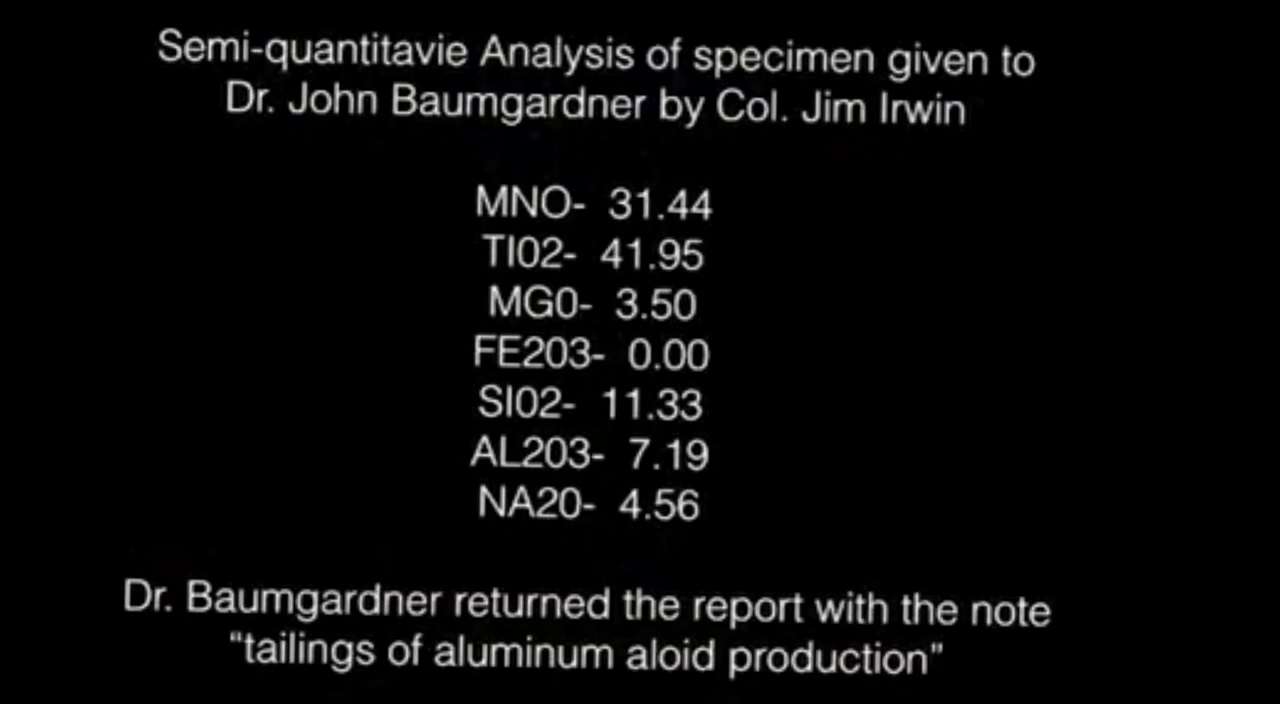 Semi-quantitavie Analysis of specimen given to
Dr. John Baumgardner by Col. Jim Irwin
MNO- 31.44
TI02- 41.95
MG0- 3.50
FE203- 0.00
SI02- 11.33
AL203- 7.19
NA20- 4.56
Dr. Baumgardner returned the report with the note
"tailings of aluminum aloid production"